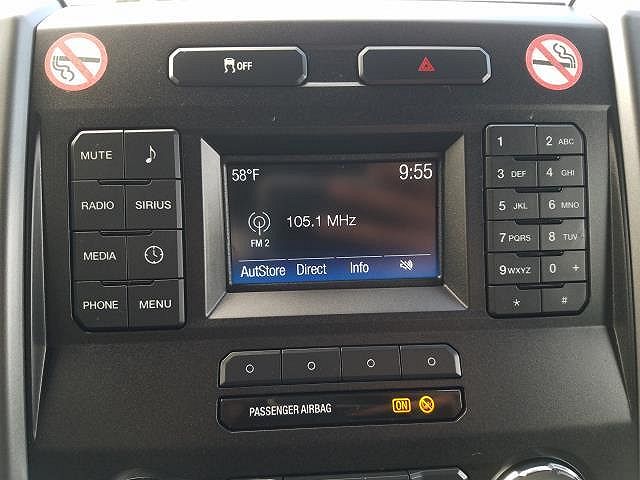 OFF
MUTE
RADIO SIRIUS
MEDIA
PHONE MENU
58°F 9:55
FM 2 105.1 MHz
AutStore Direct Info
1 2 ABC
3 DEF 4 GHI
5 JKL 6 MNO
7 PQRS 8 TUV
9 WXYZ 0 +
* #
PASSENGER AIRBAG ON